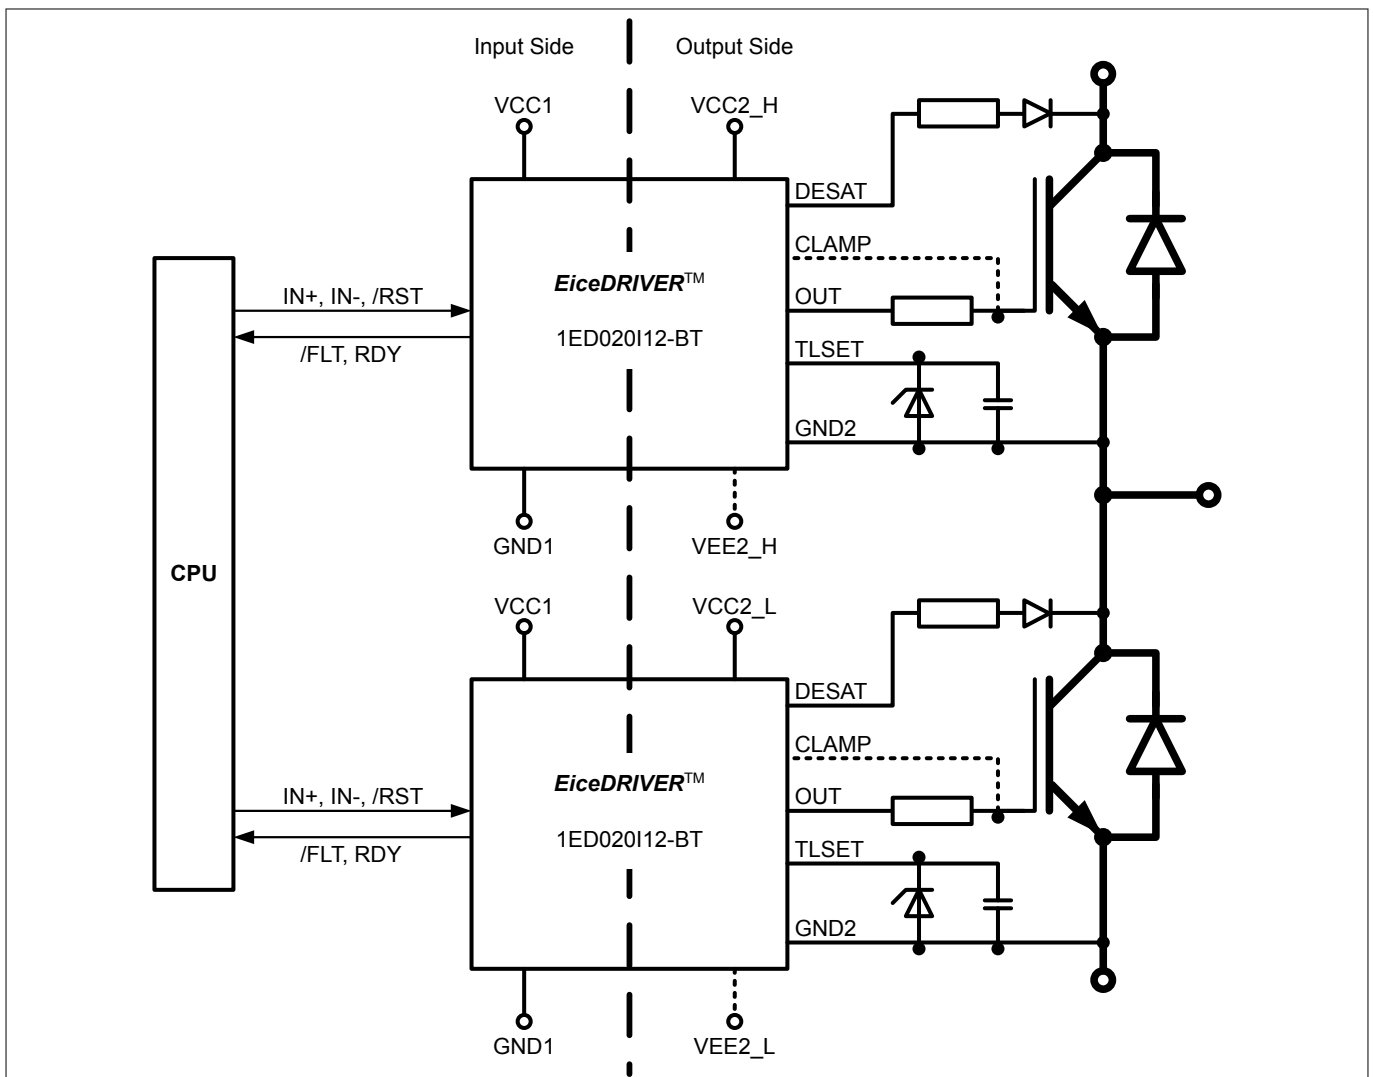 Input Side
Output Side
VCC1
VCC2_H
DESAT
CLAMP
EiceDRIVER™
OUT
IN+, IN-, /RST
1ED020I12-BT
/FLT, RDY
TLSET
GND2
GND1
VEE2_H
CPU
VCC1
VCC2_L
DESAT
CLAMP
EiceDRIVER™
OUT
IN+, IN-, /RST
1ED020I12-BT
/FLT, RDY
TLSET
GND2
GND1
VEE2_L